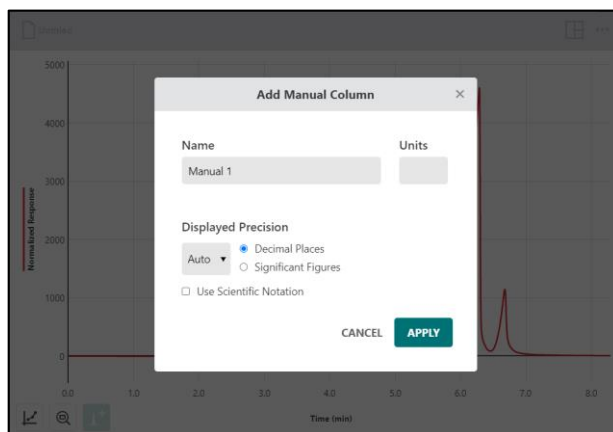 Untitled
5000
Add Manual Column
Name
Units
4000
Manual 1
3000
Displayed Precision
Normalized Response
Decimal Places
2000
Auto
Significant Figures
Use Scientific Notation
1000
CANCEL
APPLY
0
0.0 1.0 2.0 3.0 4.0 5.0 6.0 7.0 8.0
Time (min)